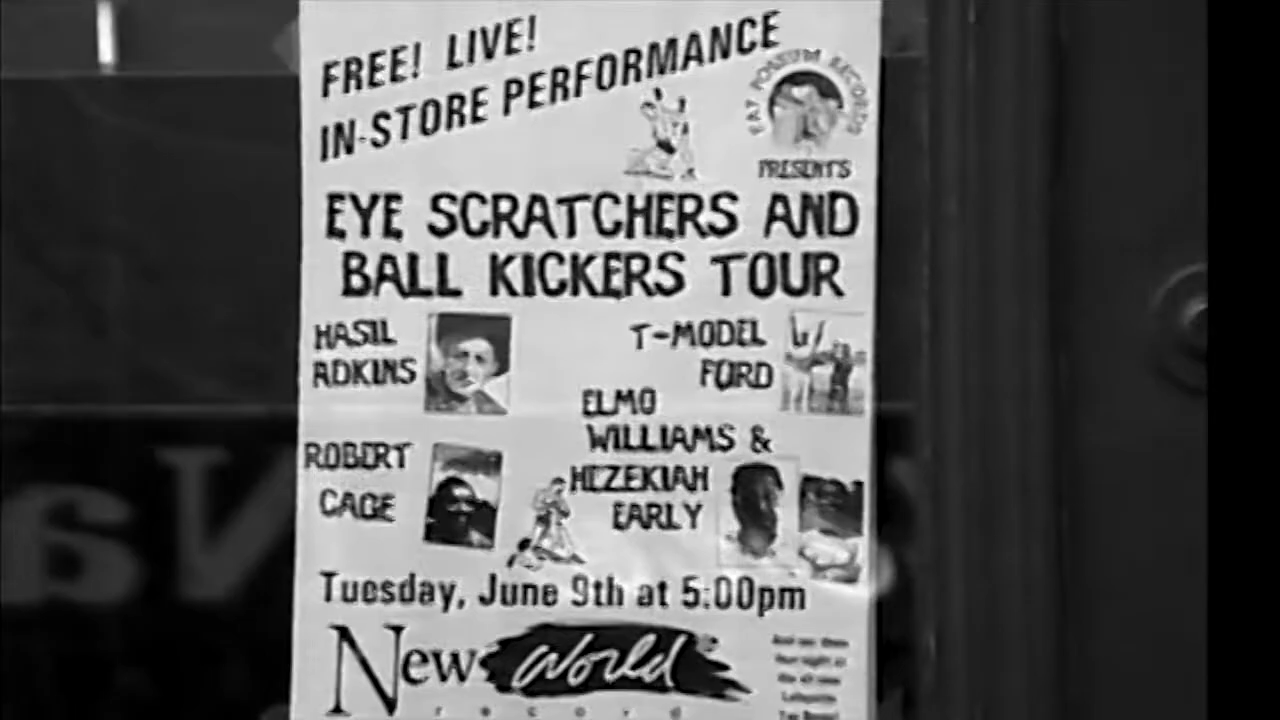 FREE! LIVE!
IN-STORE PERFORMANCE
FAT POSSUM RECORDS
PRESENTS
EYE SCRATCHERS AND
BALL KICKERS TOUR
HASIL
ADKINS
T-MODEL
FORD
ROBERT
CAGE
ELMO
WILLIAMS &
HEZEKIAH
EARLY
Tuesday, June 9th at 5:00pm
New World
record